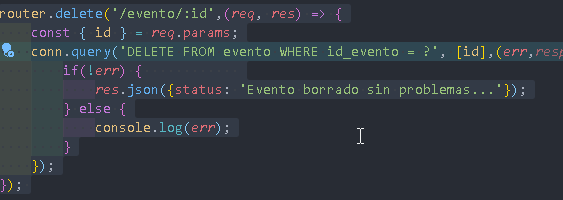 router.delete('/evento/:id',(req, res) => {
const { id } = req.params;
conn.query('DELETE FROM evento WHERE id_evento = ?', [id],(err,resp
if(!err) {
res.json({status: 'Evento borrado sin problemas...'});
} else {
console.log(err);
}
});
});